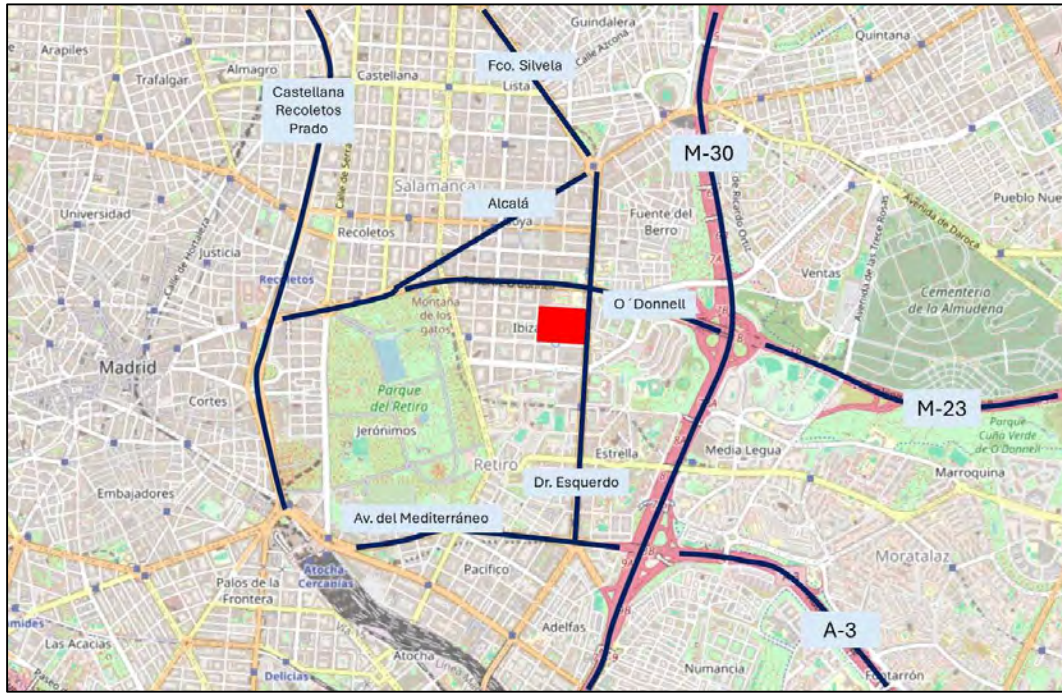 Guindalera
Quintana
Arapiles
Calle Azcona
Almagro
Trafalgar
Castellana
Fco. Silvela
Lista
Castellana
Recoletos
Prado
M-30
Calle de Serra
de Ricardo Ortiz
Pueblo Nue
Salamanca
Avenida de Daroca
Universidad
Calle de Hortaleza
Alcalá
Goya
Fuente del
Berro
Avenida de las Trece Rosas
Recoletos
Justicia
Ventas
Recoletos
Cementerio
de la Almudena
Montaña
de los
gatos
O´Donnell
Ibiza
Madrid
Parque
del Retiro
Cortes
M-23
Parque
Cuña Verde
de O'Donnell
Jerónimos
Estrella
Media Legua
Retiro
Marroquina
Dr. Esquerdo
Embajadores
Av. del Mediterráneo
Moratalaz
Atocha-
Cercanías
Pacífico
Palos de la
Frontera
A-3
Adelfas
Las Acacias
Atocha
Numancia
Delicias
Fontarrón